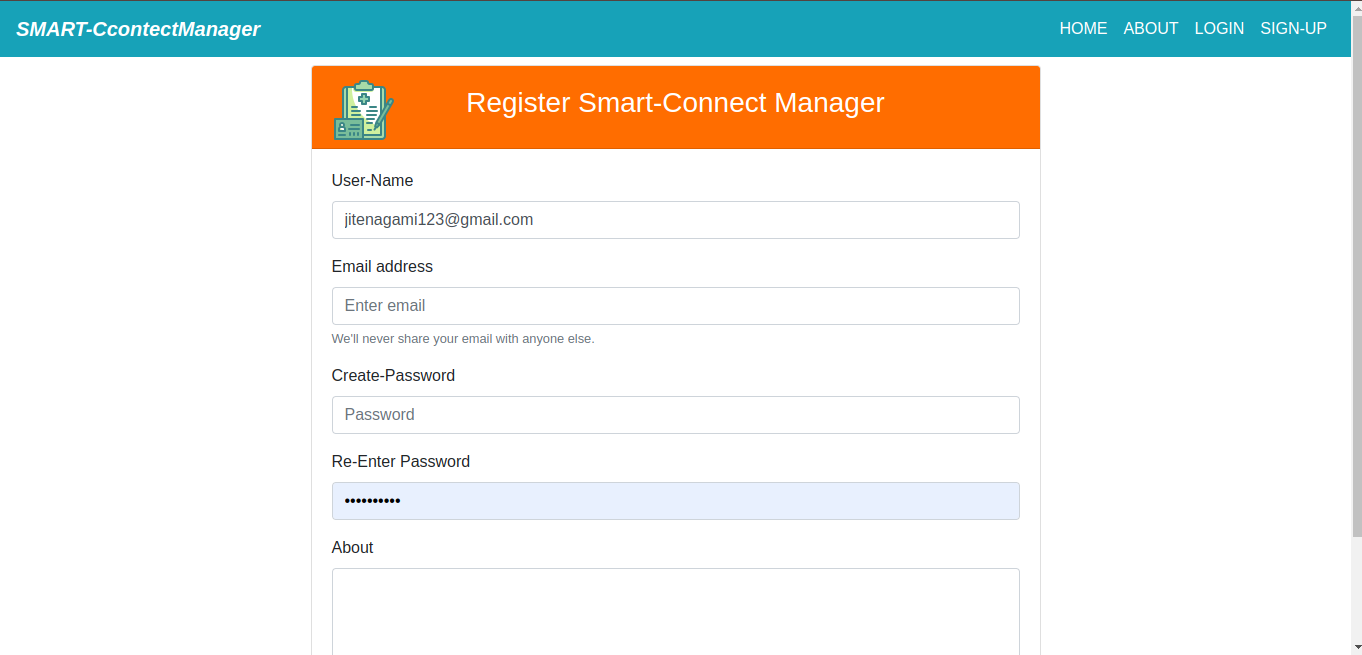 SMART-CcontectManager
HOME ABOUT LOGIN SIGN-UP
Register Smart-Connect Manager
User-Name
jitenagami123@gmail.com
Email address
Enter email
We'll never share your email with anyone else.
Create-Password
Password
Re-Enter Password
••••••••••
About